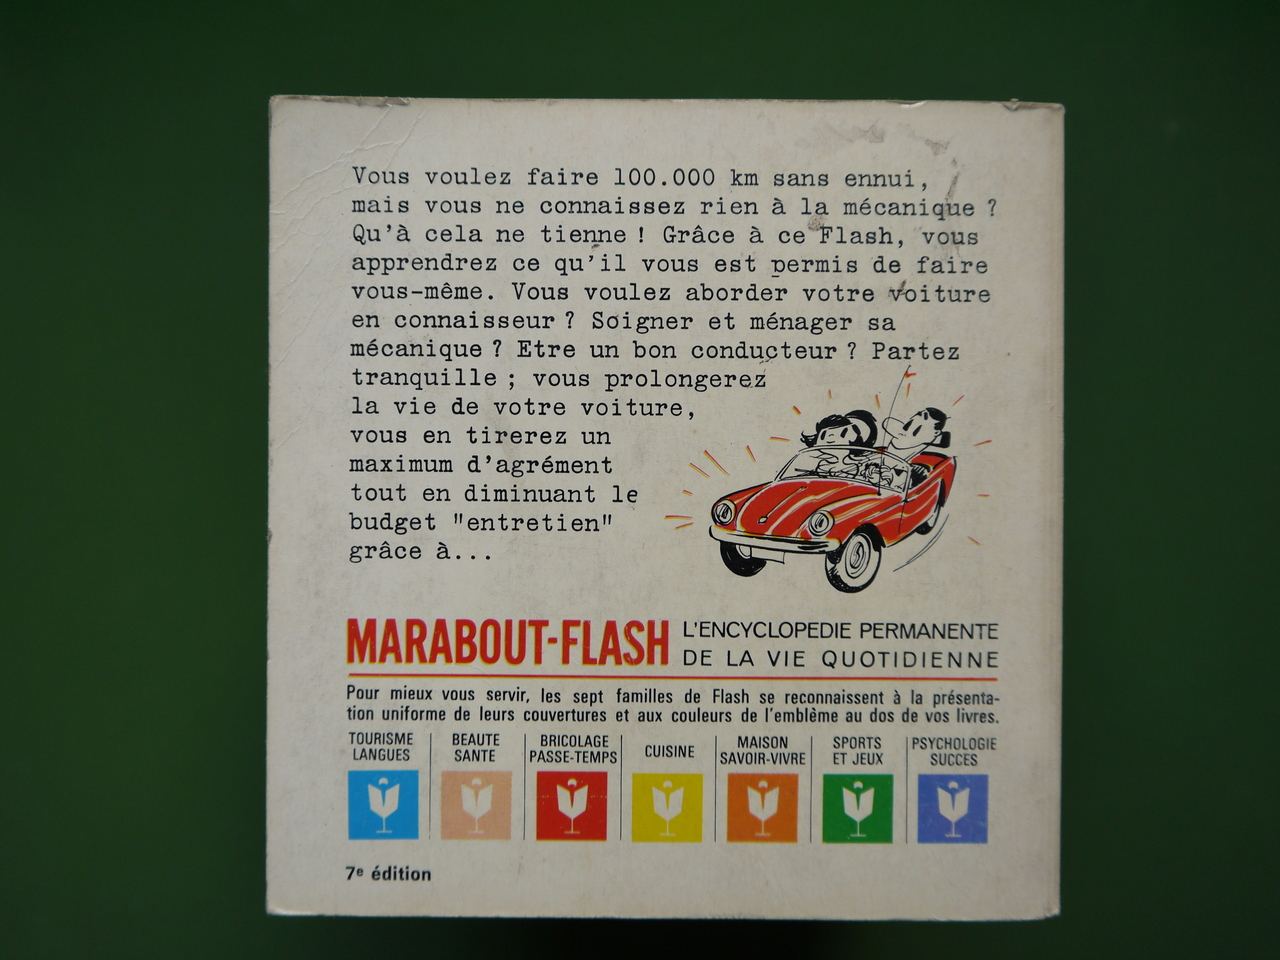 Vous voulez faire 100.000 km sans ennui,
mais vous ne connaissez rien à la mécanique ?
Qu'à cela ne tienne ! Grâce à ce Flash, vous
apprendrez ce qu'il vous est permis de faire
vous-même. Vous voulez aborder votre voiture
en connaisseur ? Soigner et ménager sa
mécanique ? Etre un bon conducteur ? Partez
tranquille ; vous prolongerez
la vie de votre voiture,
vous en tirerez un
maximum d'agrément
tout en diminuant le
budget "entretien"
grâce à...
MARABOUT-FLASH
L'ENCYCLOPEDIE PERMANENTE
DE LA VIE QUOTIDIENNE
Pour mieux vous servir, les sept familles de Flash se reconnaissent à la présenta-
tion uniforme de leurs couvertures et aux couleurs de l'emblème au dos de vos livres.
TOURISME
LANGUES
BEAUTE
SANTE
BRICOLAGE
PASSE-TEMPS
CUISINE
MAISON
SAVOIR-VIVRE
SPORTS
ET JEUX
PSYCHOLOGIE
SUCCES
7e édition